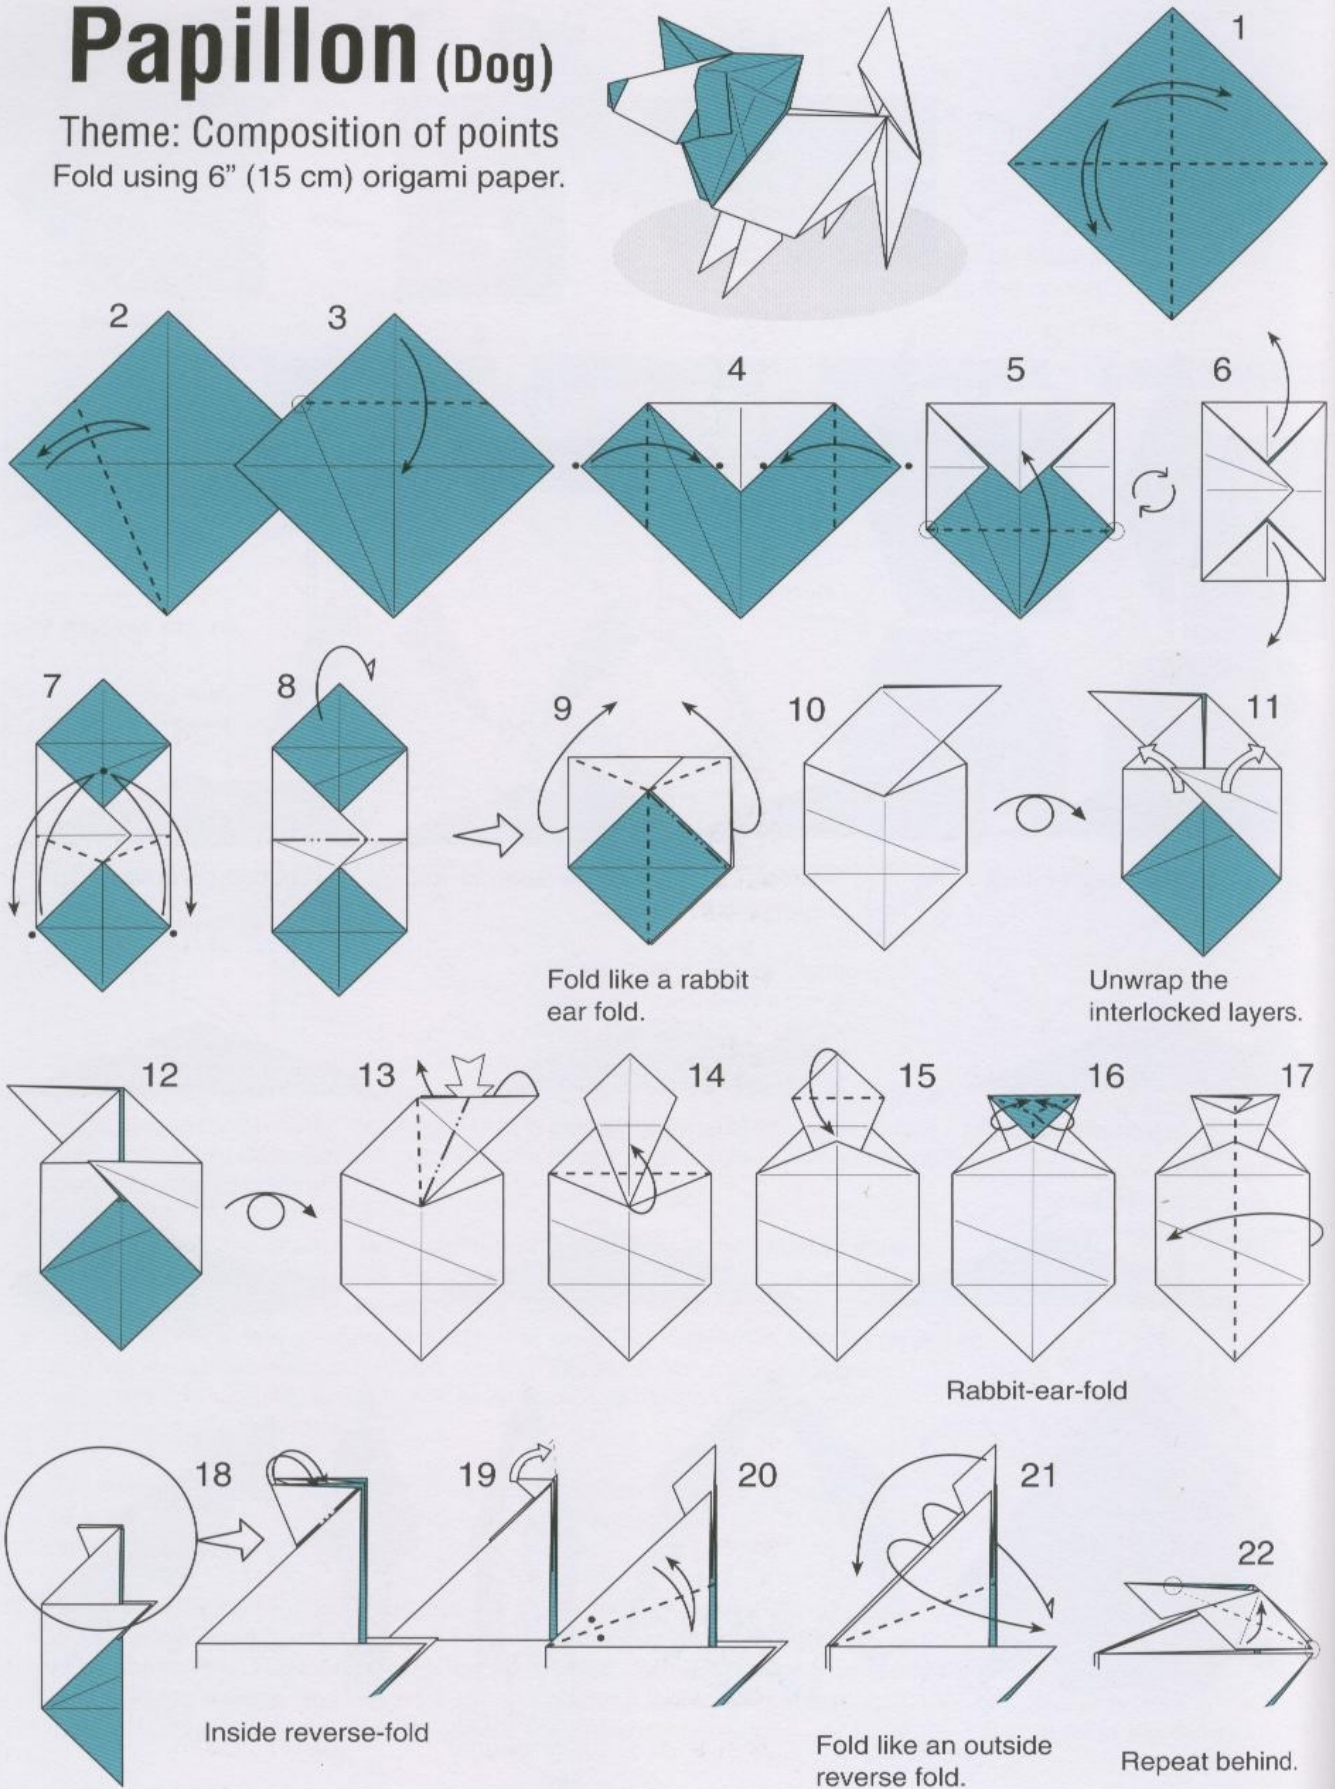 Papillon (Dog)
Theme: Composition of points
Fold using 6” (15 cm) origami paper.
1
2
3
4
5
6
7
8
9
10
11
Fold like a rabbit
ear fold.
Unwrap the
interlocked layers.
12
13
14
15
16
17
Rabbit-ear-fold
18
19
20
21
22
Inside reverse-fold
Fold like an outside
reverse fold.
Repeat behind.